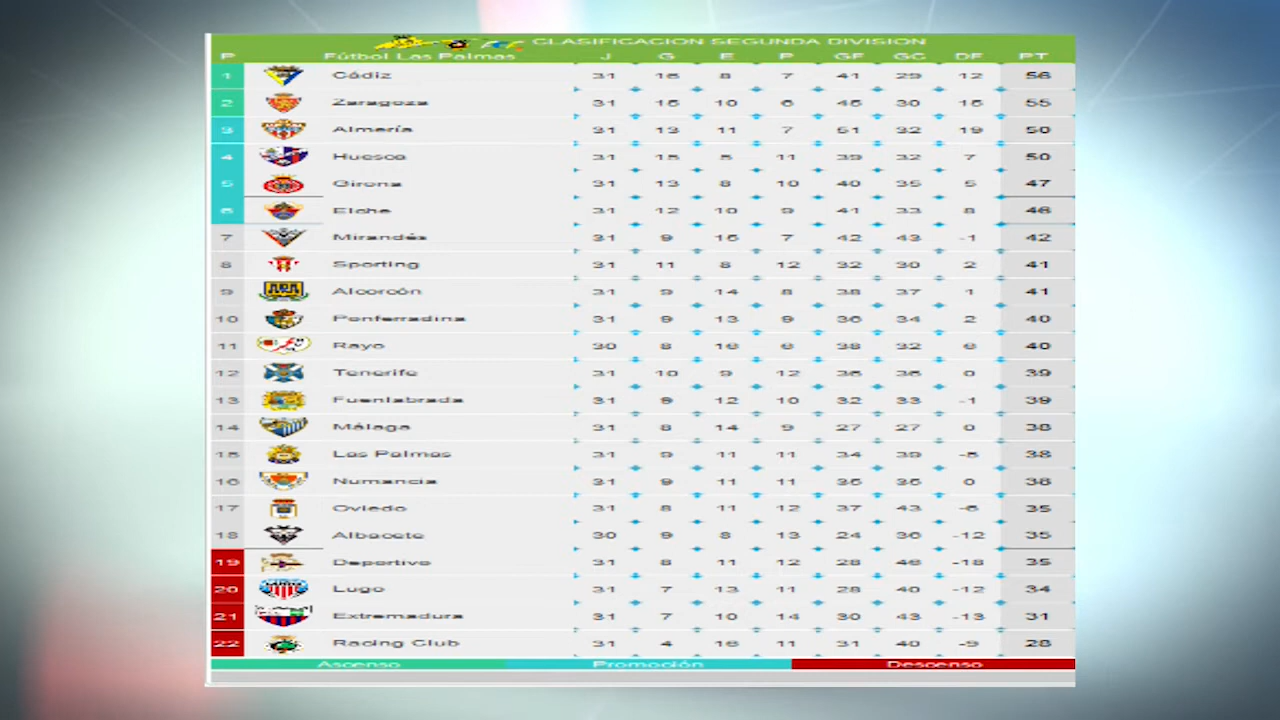 CLASIFICACION SEGUNDA DIVISION
P Fútbol Las Palmas J G E P GF GC DF PT
1 Cádiz 31 16 8 7 41 29 12 56
2 Zaragoza 31 15 10 6 45 30 15 55
3 Almería 31 13 11 7 51 32 19 50
4 Huesca 31 15 5 11 39 32 7 50
5 Girona 31 13 8 10 40 35 5 47
6 Elche 31 12 10 9 41 33 8 46
7 Mirandés 31 9 15 7 42 43 -1 42
8 Sporting 31 11 8 12 32 30 2 41
9 Alcorcón 31 9 14 8 38 37 1 41
10 Ponferradina 31 9 13 9 36 34 2 40
11 Rayo 30 8 16 6 38 32 6 40
12 Tenerife 31 10 9 12 36 36 0 39
13 Fuenlabrada 31 9 12 10 32 33 -1 39
14 Málaga 31 8 14 9 27 27 0 38
15 Las Palmas 31 9 11 11 34 39 -5 38
16 Numancia 31 9 11 11 35 35 0 38
17 Oviedo 31 8 11 12 37 43 -6 35
18 Albacete 30 9 8 13 24 36 -12 35
19 Deportivo 31 8 11 12 28 46 -18 35
20 Lugo 31 7 13 11 28 40 -12 34
21 Extremadura 31 7 10 14 30 43 -13 31
22 Racing Club 31 4 16 11 31 40 -9 28
Ascenso Promoción Descenso